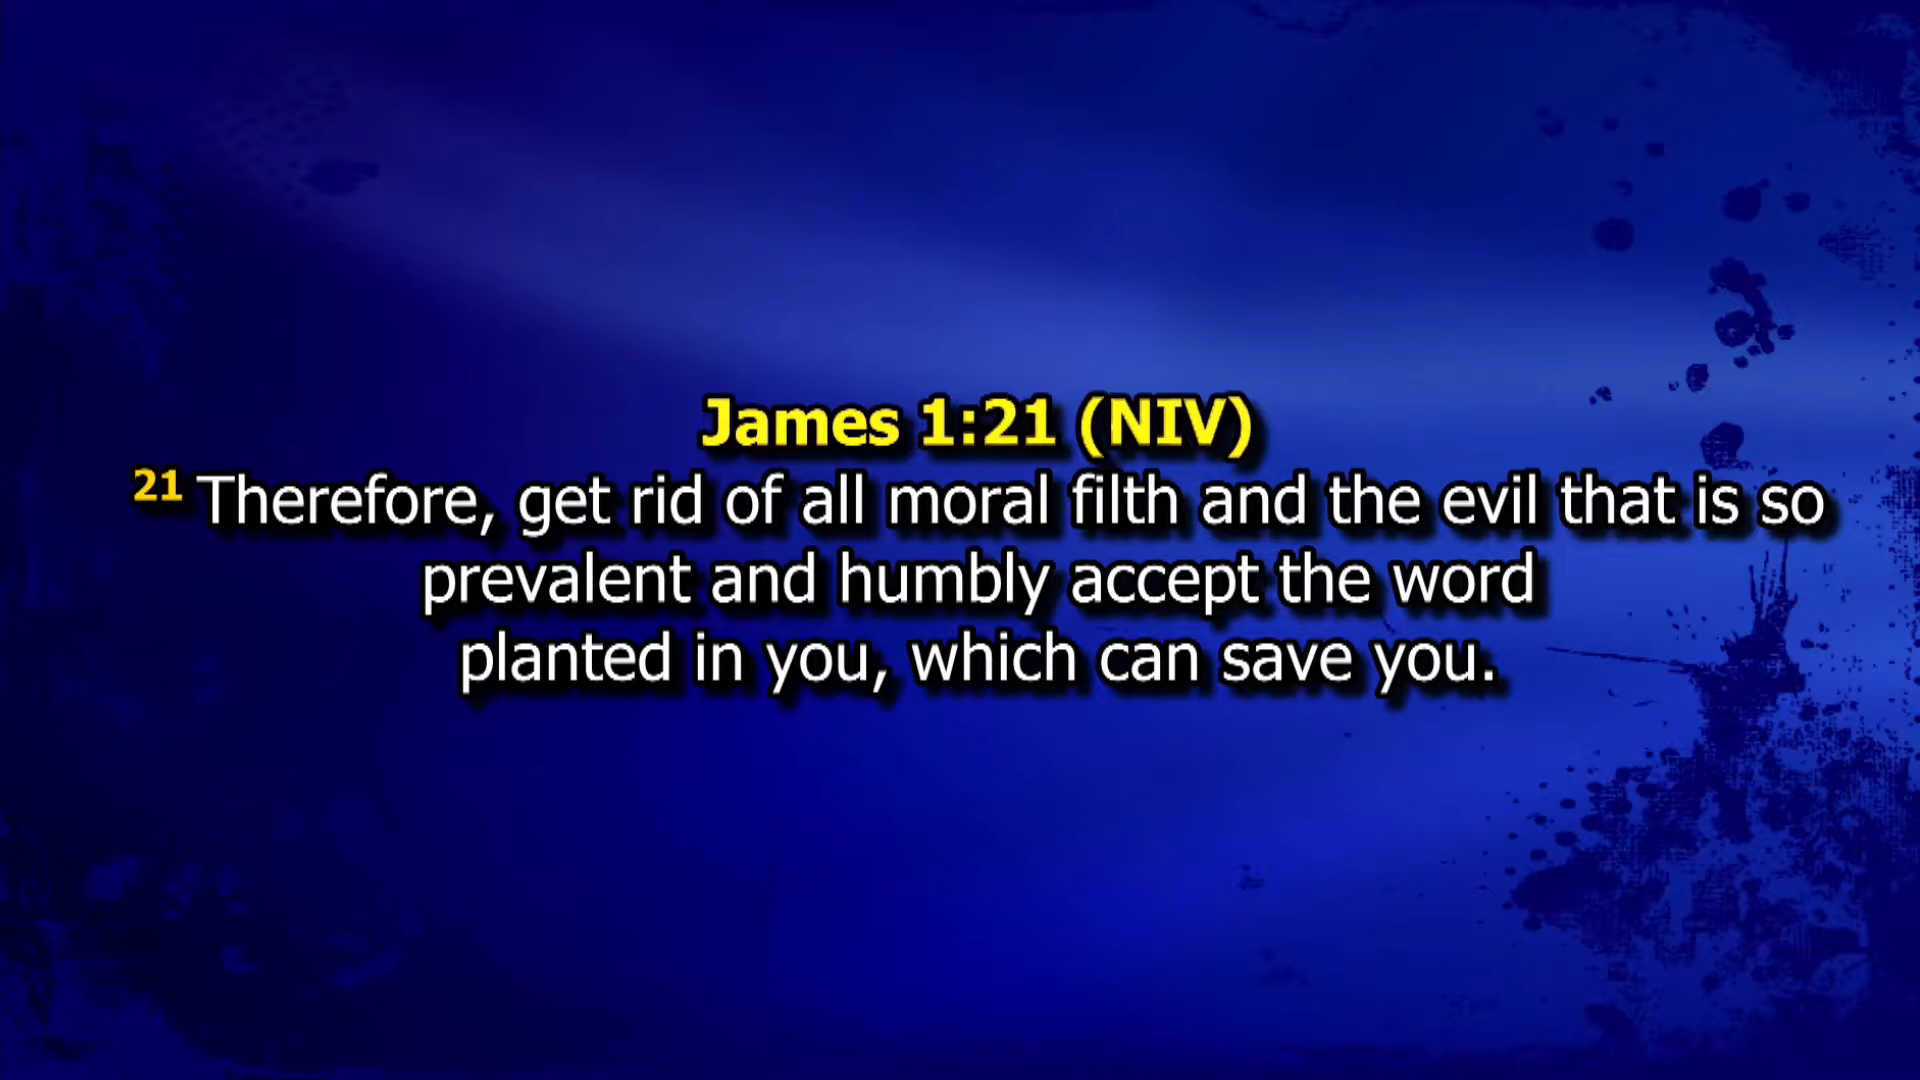 James 1:21 (NIV)
21 Therefore, get rid of all moral filth and the evil that is so
prevalent and humbly accept the word
planted in you, which can save you.